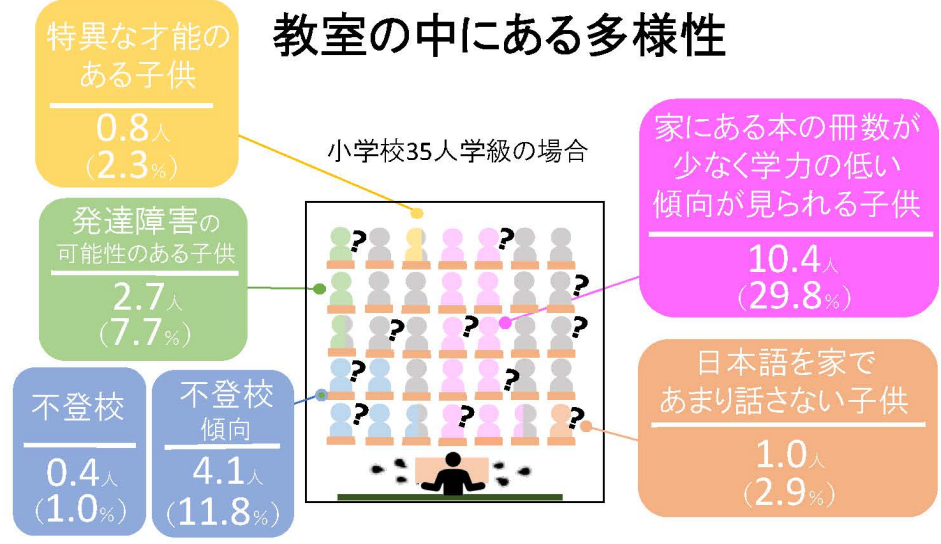 教室の中にある多様性
特異な才能の
ある子供
0.8人
(2.3%)
小学校35人学級の場合
発達障害の
可能性のある子供
2.7人
(7.7%)
不登校
0.4人
(1.0%)
不登校
傾向
4.1人
(11.8%)
家にある本の冊数が
少なく学力の低い
傾向が見られる子供
10.4人
(29.8%)
日本語を家で
あまり話さない子供
1.0人
(2.9%)
?
?
?
?
?
?
?
?
?
?
?
?